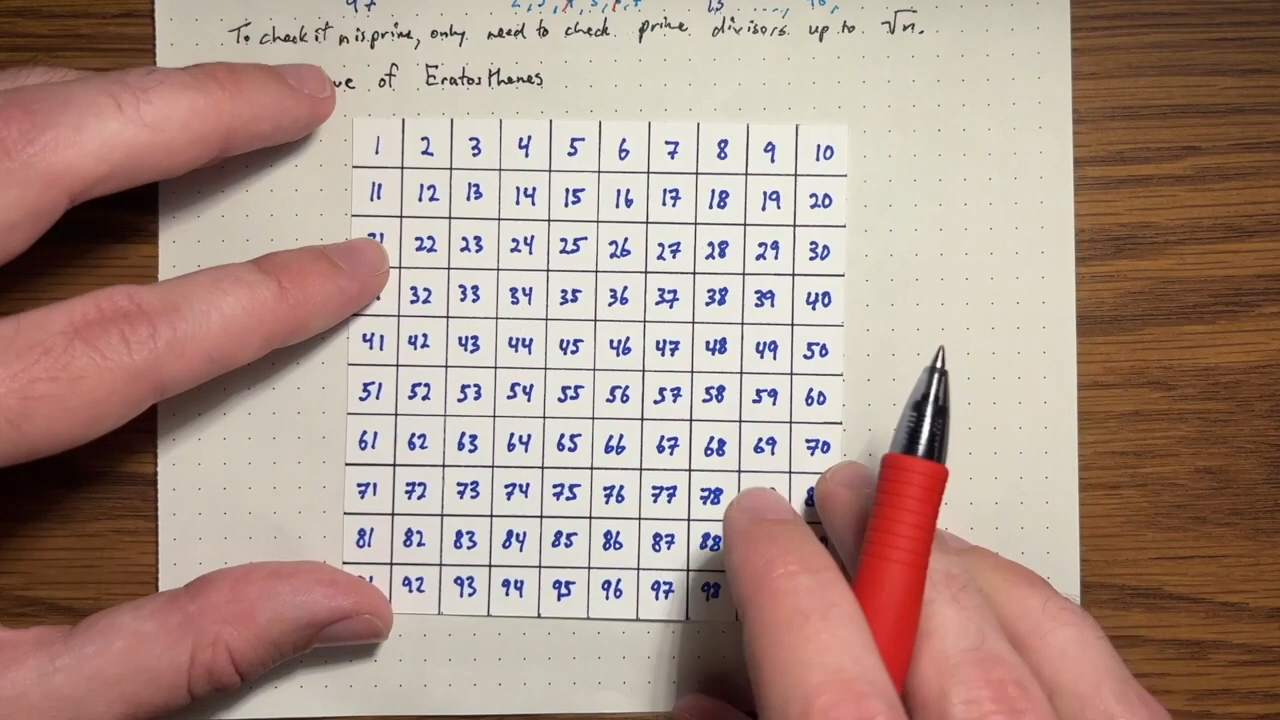 To check if n is prime, only need to check prime divisors up to √n.
of Eratosthenes
1 2 3 4 5 6 7 8 9 10
11 12 13 14 15 16 17 18 19 20
22 23 24 25 26 27 28 29 30
32 33 34 35 36 37 38 39 40
41 42 43 44 45 46 47 48 49 50
51 52 53 54 55 56 57 58 59 60
61 62 63 64 65 66 67 68 69 70
71 72 73 74 75 76 77 78
81 82 83 84 85 86 87 88
92 93 94 95 96 97 98